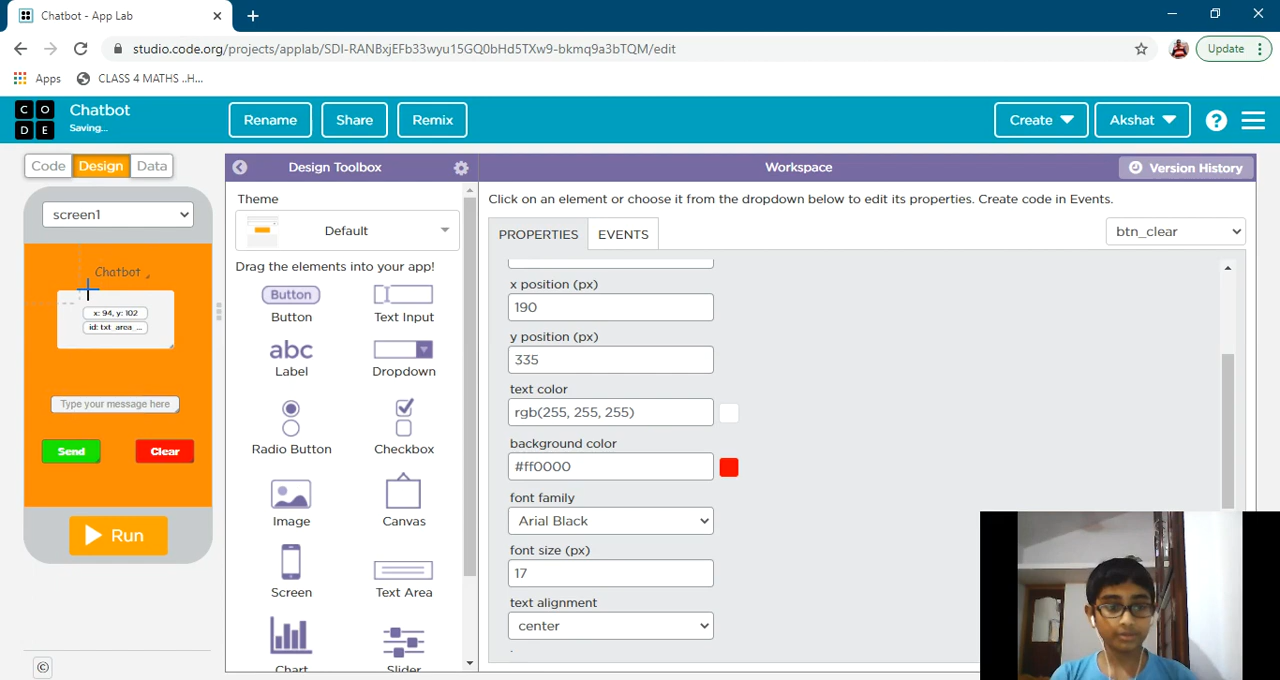 Chatbot - App Lab
studio.code.org/projects/applab/SDI-RANBxjEFb33wyu15GQ0bHd5TXw9-bkmq9a3bTQM/edit
Update
Apps
CLASS 4 MATHS ..H...
CODE
Chatbot
Saving...
Rename
Share
Remix
Create
Akshat
?
Code
Design
Data
Design Toolbox
Workspace
Version History
screen1
Theme
Default
Click on an element or choose it from the dropdown below to edit its properties. Create code in Events.
PROPERTIES
EVENTS
btn_clear
Drag the elements into your app!
Chatbot
x: 94, y: 102
id: txt_area_...
Type your message here
Send
Clear
Run
Button
Button
Text Input
abc
Label
Dropdown
Radio Button
Checkbox
Image
Canvas
Screen
Text Area
Chart
Slider
x position (px)
190
y position (px)
335
text color
rgb(255, 255, 255)
background color
#ff0000
font family
Arial Black
font size (px)
17
text alignment
center
©